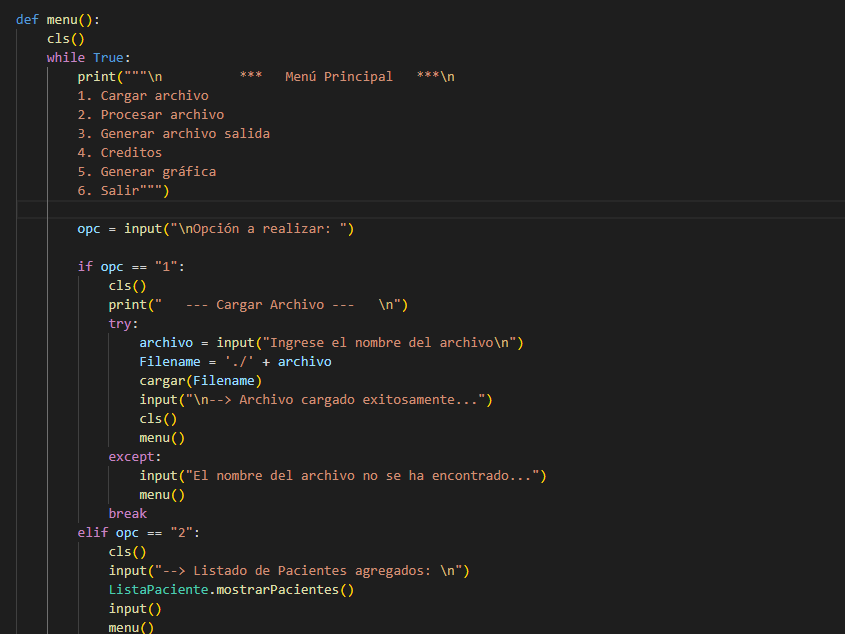 def menu():
    cls()
    while True:
        print("""\n          ***   Menú Principal   ***\n
        1. Cargar archivo
        2. Procesar archivo
        3. Generar archivo salida
        4. Creditos
        5. Generar gráfica
        6. Salir""")
        opc = input("\nOpción a realizar: ")
        if opc == "1":
            cls()
            print("   --- Cargar Archivo ---   \n")
            try:
                archivo = input("Ingrese el nombre del archivo\n")
                Filename = './' + archivo
                cargar(Filename)
                input("\n--> Archivo cargado exitosamente...")
                cls()
                menu()
            except:
                input("El nombre del archivo no se ha encontrado...")
                menu()
            break
        elif opc == "2":
            cls()
            input("--> Listado de Pacientes agregados: \n")
            ListaPaciente.mostrarPacientes()
            input()
            menu()